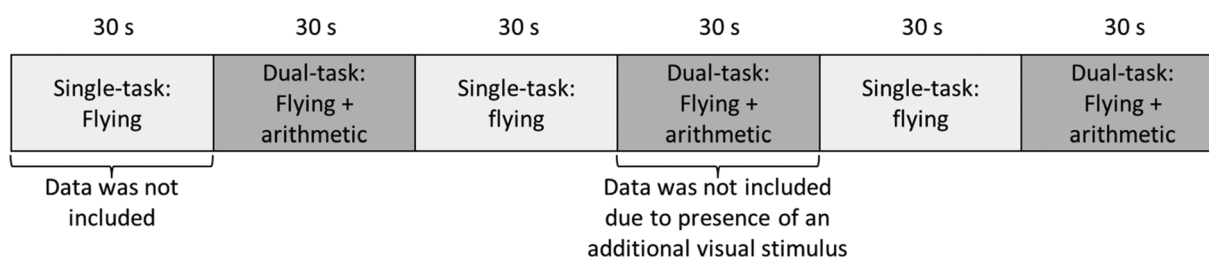 30 s 30 s 30 s 30 s 30 s 30 s
Single-task:
Flying
Dual-task:
Flying +
arithmetic
Single-task:
flying
Dual-task:
Flying +
arithmetic
Single-task:
flying
Dual-task:
Flying +
arithmetic
Data was not
included
Data was not included
due to presence of an
additional visual stimulus